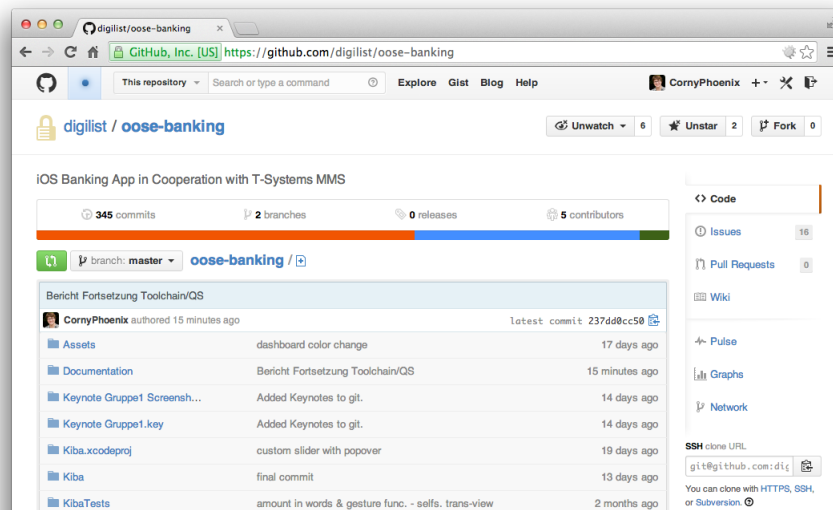 digilist/oose-banking
GitHub, Inc. [US] https://github.com/digilist/oose-banking
This repository Search or type a command Explore Gist Blog Help CornyPhoenix
digilist / oose-banking Unwatch 6 Unstar 2 Fork 0
iOS Banking App in Cooperation with T-Systems MMS
345 commits 2 branches 0 releases 5 contributors
branch: master oose-banking /
Bericht Fortsetzung Toolchain/QS
CornyPhoenix authored 15 minutes ago latest commit 237dd0cc50
Assets dashboard color change 17 days ago
Documentation Bericht Fortsetzung Toolchain/QS 15 minutes ago
Keynote Gruppe1 Screensh... Added Keynotes to git. 14 days ago
Keynote Gruppe1.key Added Keynotes to git. 14 days ago
Kiba.xcodeproj custom slider with popover 19 days ago
Kiba final commit 13 days ago
KibaTests amount in words & gesture func. - selfs. trans-view 2 months ago
Code
Issues 16
Pull Requests 0
Wiki
Pulse
Graphs
Network
SSH clone URL
git@github.com:dig
You can clone with HTTPS, SSH,
or Subversion.